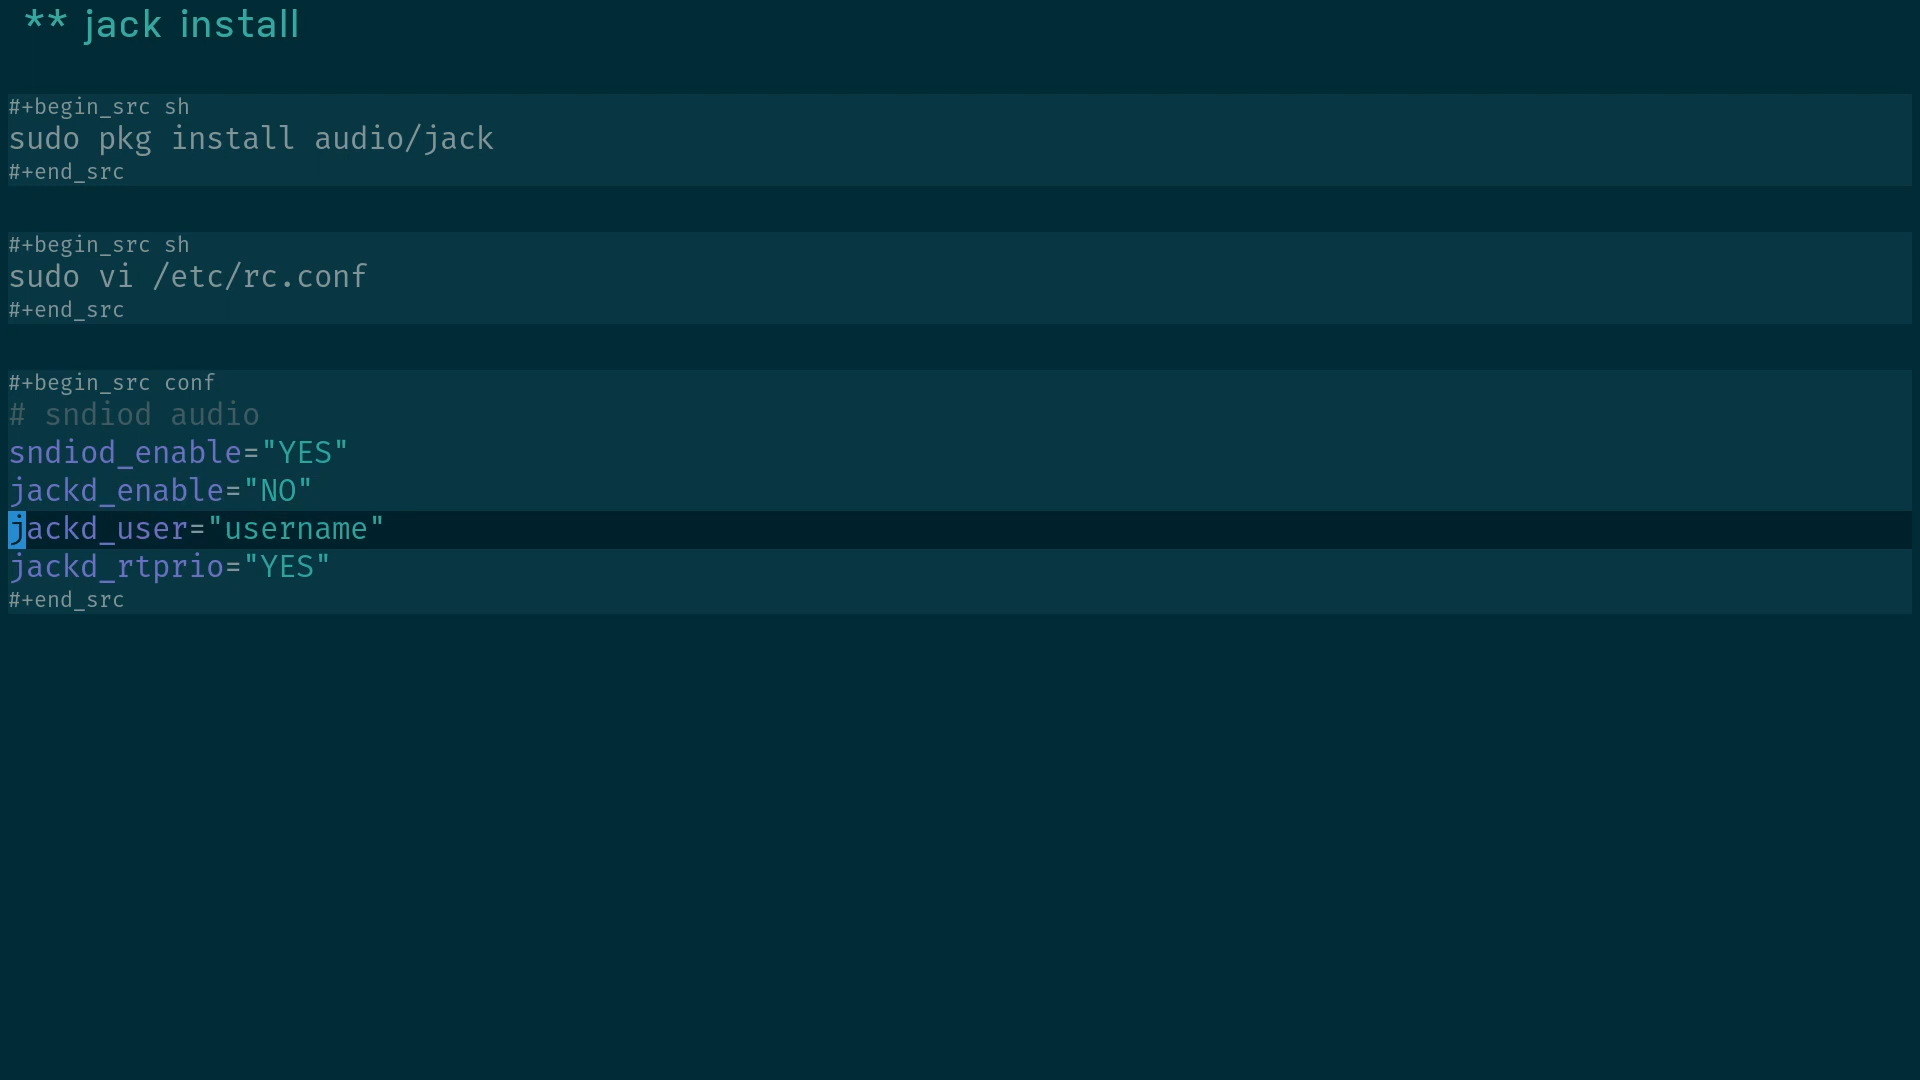 ** jack install
#+begin_src sh
sudo pkg install audio/jack
#+end_src
#+begin_src sh
sudo vi /etc/rc.conf
#+end_src
#+begin_src conf
# sndiod audio
sndiod_enable="YES"
jackd_enable="NO"
jackd_user="username"
jackd_rtprio="YES"
#+end_src